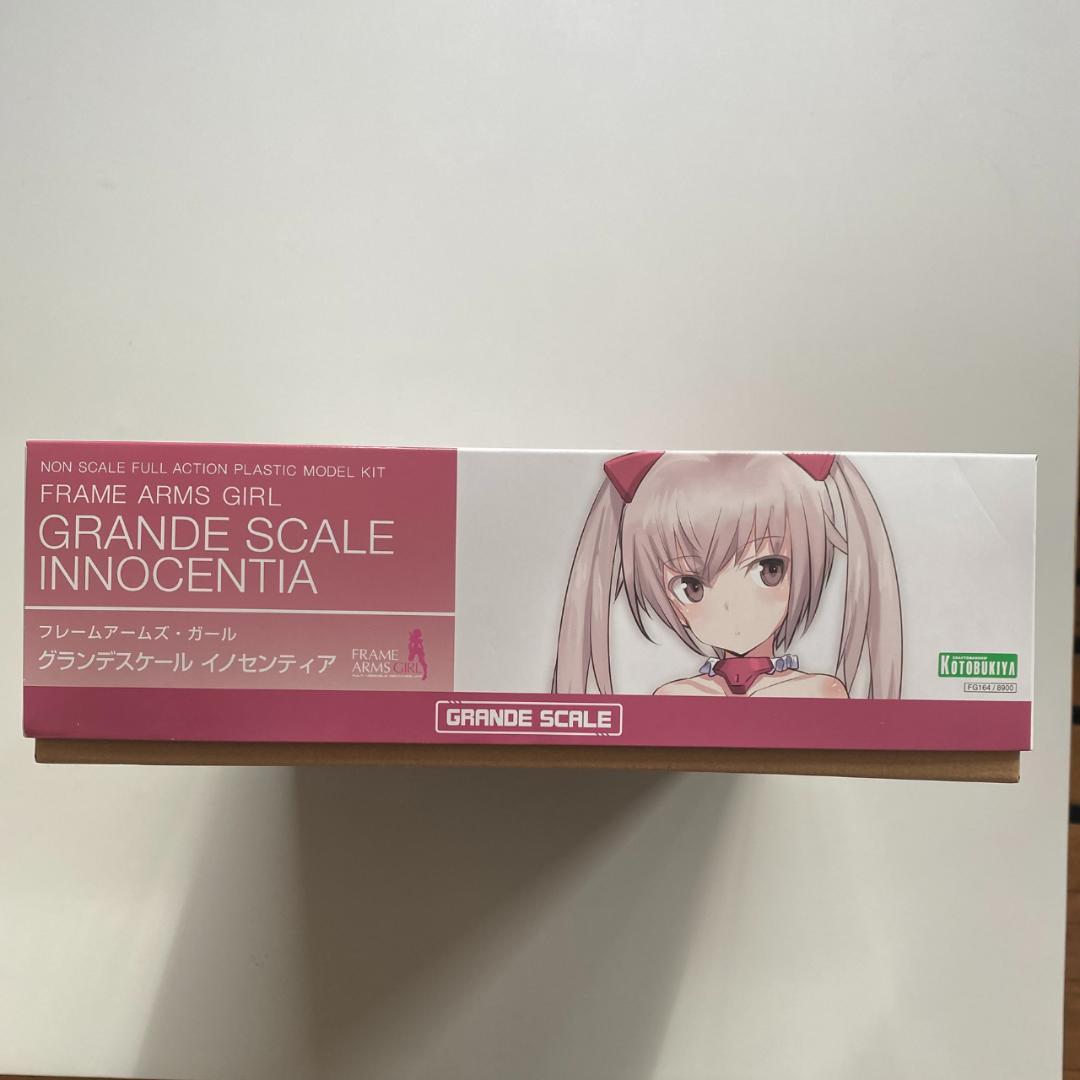 NON SCALE FULL ACTION PLASTIC MODEL KIT
FRAME ARMS GIRL
GRANDE SCALE
INNOCENTIA
フレームアームズ・ガール
グランデスケール イノセンティア
FRAME
ARMS GIRL
KOTOBUKIYA
FG164 / 8900
GRANDE SCALE
1